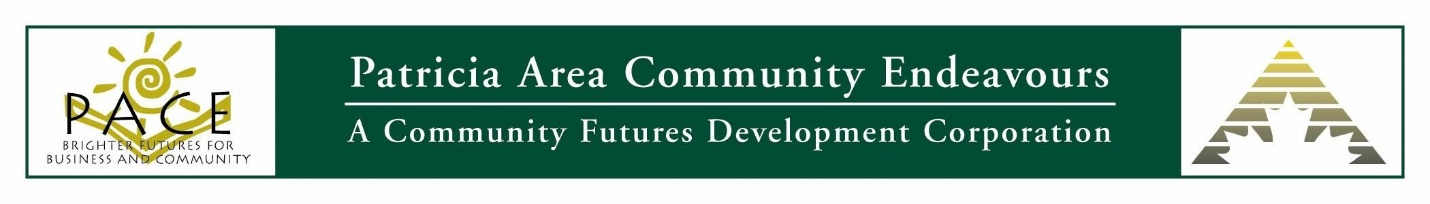 PACE
BRIGHTER FUTURES FOR
BUSINESS AND COMMUNITY
Patricia Area Community Endeavours
A Community Futures Development Corporation